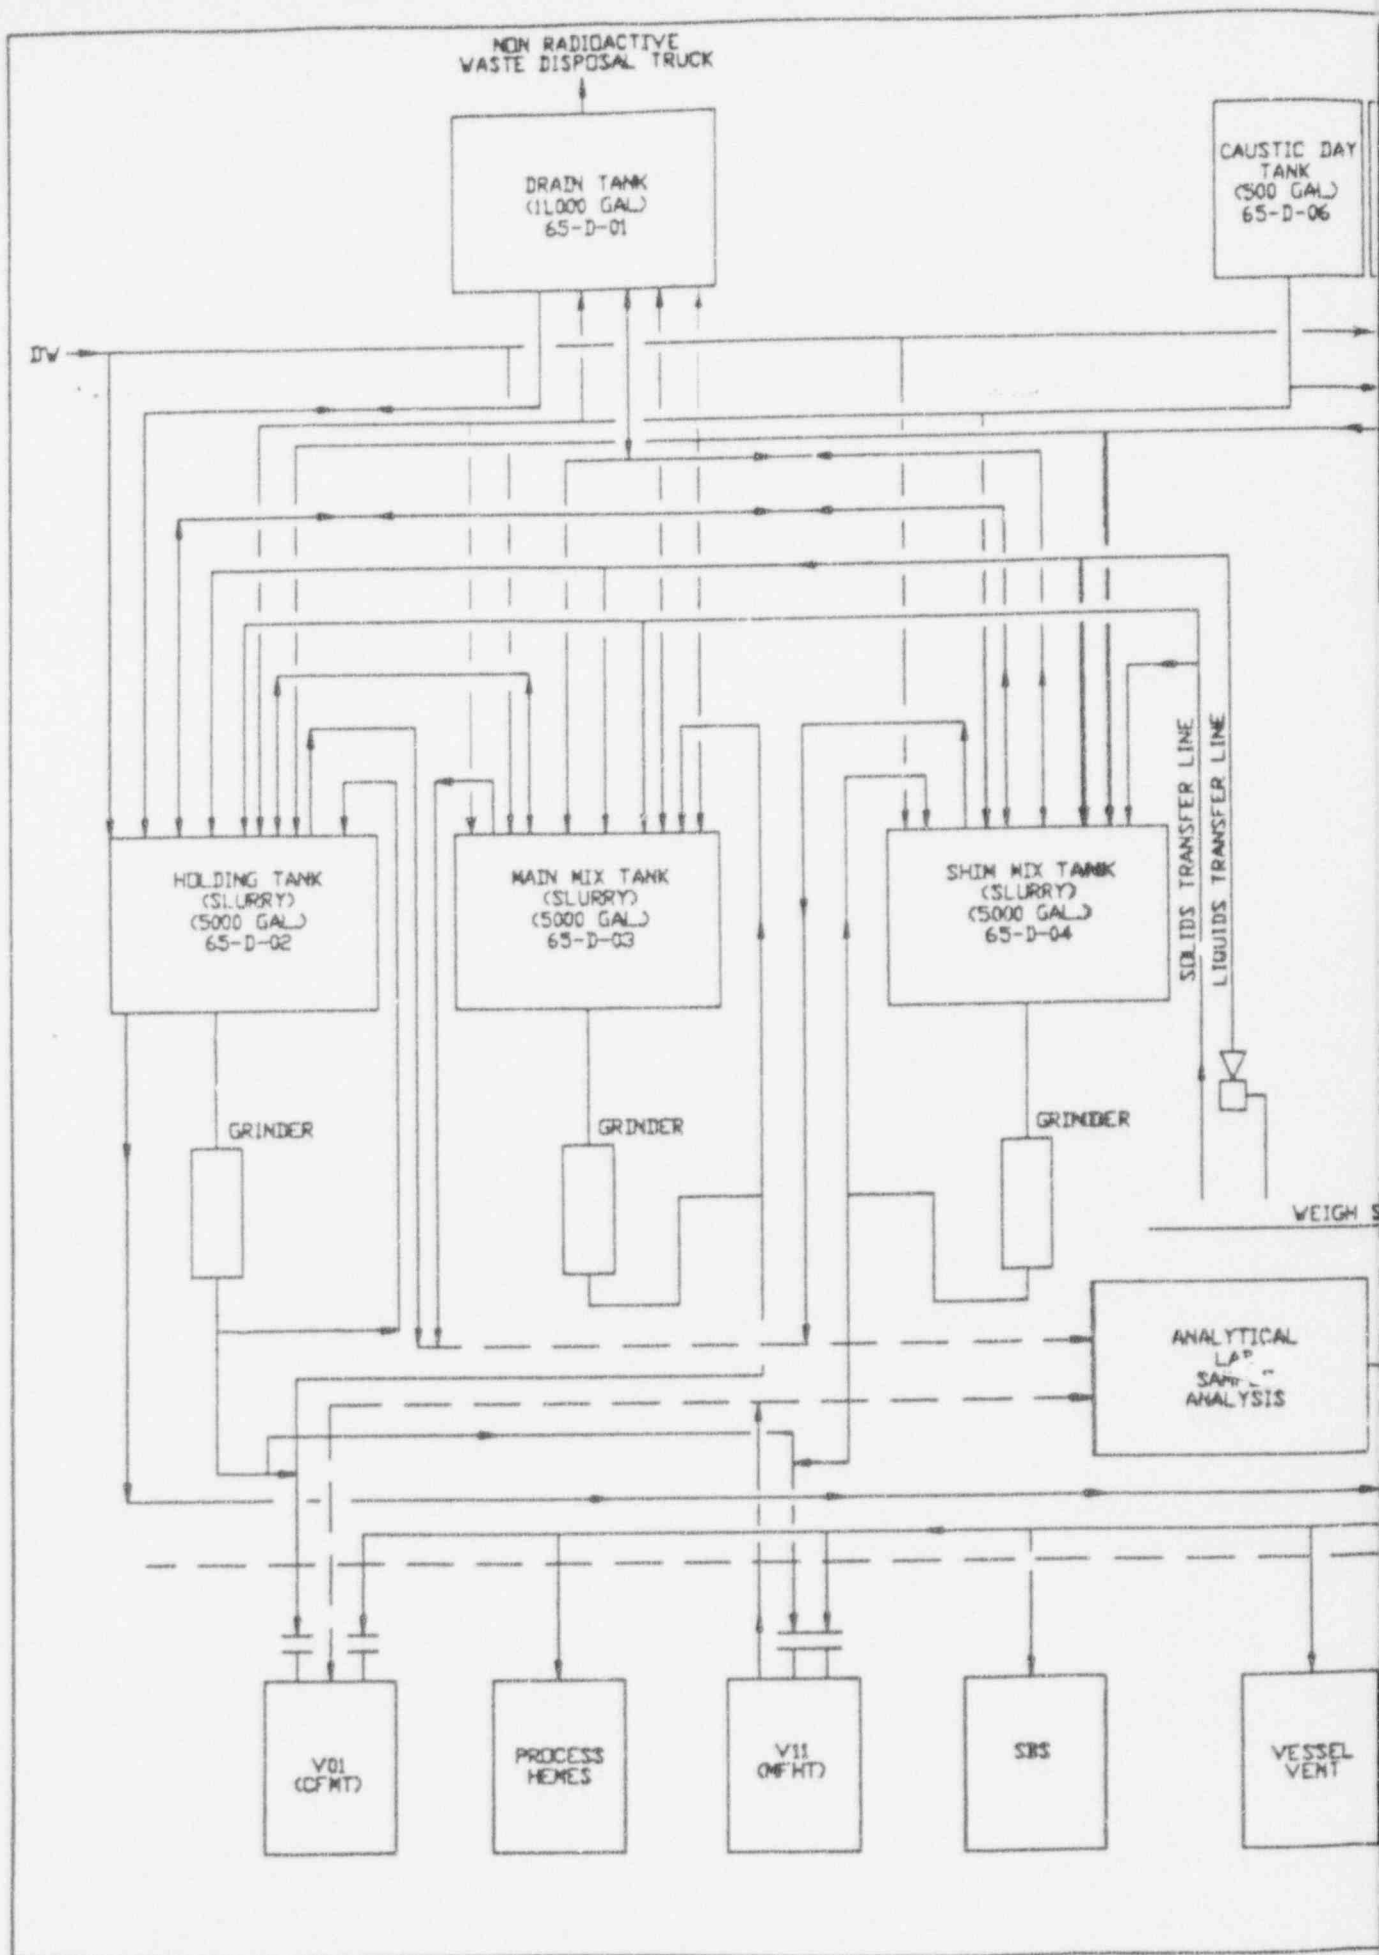 NON RADIOACTIVE
WASTE DISPOSAL TRUCK
DRAIN TANK
(11,000 GAL.)
65-D-01
CAUSTIC DAY
TANK
(500 GAL.)
65-D-06
DW
SOLIDS TRANSFER LINE
LIQUIDS TRANSFER LINE
HOLDING TANK
(SLURRY)
(5000 GAL.)
65-D-02
MAIN MIX TANK
(SLURRY)
(5000 GAL.)
65-D-03
SHIM MIX TANK
(SLURRY)
(5000 GAL.)
65-D-04
GRINDER
GRINDER
GRINDER
WEIGH S
ANALYTICAL
LAB
SAMPLE
ANALYSIS
V01
(CFMT)
PROCESS
HEMES
V11
(MFHT)
SBS
VESSEL
VENT